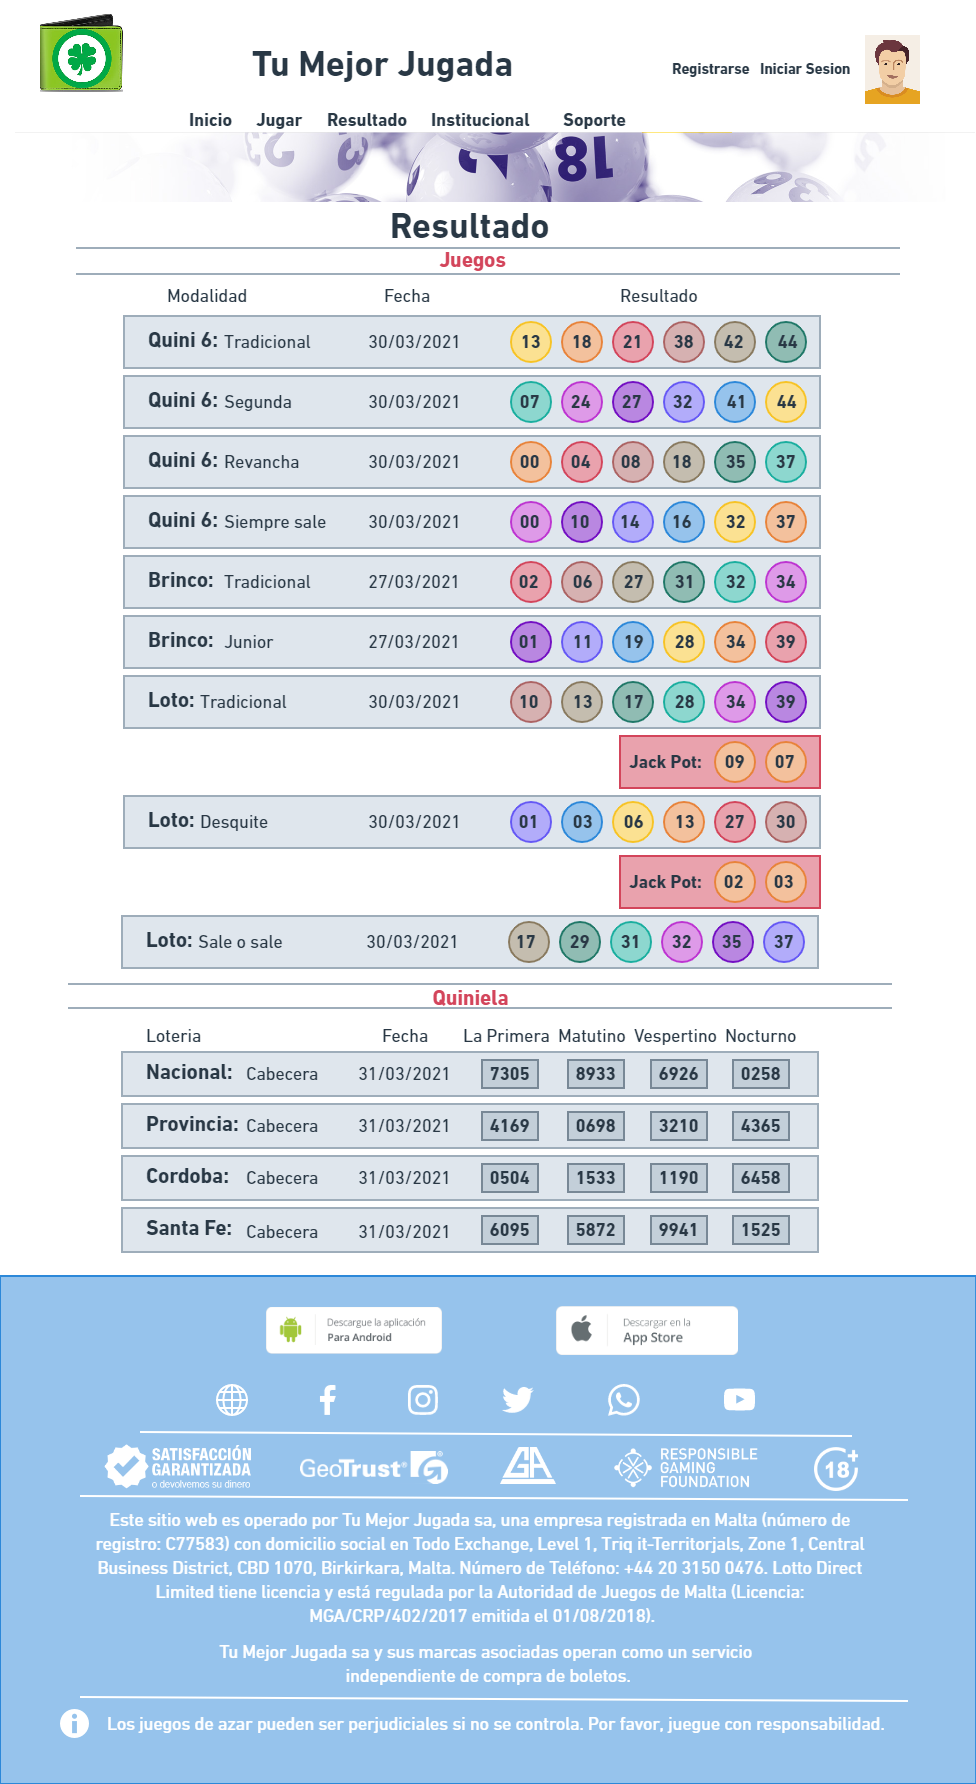 Tu Mejor Jugada
Registrarse Iniciar Sesion
Inicio Jugar Resultado Institucional Soporte
18
Resultado
Juegos
Modalidad Fecha Resultado
Quini 6: Tradicional 30/03/2021 13 18 21 38 42 44
Quini 6: Segunda 30/03/2021 07 24 27 32 41 44
Quini 6: Revancha 30/03/2021 00 04 08 18 35 37
Quini 6: Siempre sale 30/03/2021 00 10 14 16 32 37
Brinco: Tradicional 27/03/2021 02 06 27 31 32 34
Brinco: Junior 27/03/2021 01 11 19 28 34 39
Loto: Tradicional 30/03/2021 10 13 17 28 34 39
Jack Pot: 09 07
Loto: Desquite 30/03/2021 01 03 06 13 27 30
Jack Pot: 02 03
Loto: Sale o sale 30/03/2021 17 29 31 32 35 37
Quiniela
Loteria Fecha La Primera Matutino Vespertino Nocturno
Nacional: Cabecera 31/03/2021 7305 8933 6926 0258
Provincia: Cabecera 31/03/2021 4169 0698 3210 4365
Cordoba: Cabecera 31/03/2021 0504 1533 1190 6458
Santa Fe: Cabecera 31/03/2021 6095 5872 9941 1525
Descargue la aplicación
Para Android
Descargar en la
App Store
SATISFACCIÓN
GARANTIZADA
o devolvemos su dinero
GeoTrust
GA
RESPONSIBLE
GAMING
FOUNDATION
18+
Este sitio web es operado por Tu Mejor Jugada sa, una empresa registrada en Malta (número de
registro: C77583) con domicilio social en Todo Exchange, Level 1, Triq it-Territorjals, Zone 1, Central
Business District, CBD 1070, Birkirkara, Malta. Número de Teléfono: +44 20 3150 0476. Lotto Direct
Limited tiene licencia y está regulada por la Autoridad de Juegos de Malta (Licencia:
MGA/CRP/402/2017 emitida el 01/08/2018).
Tu Mejor Jugada sa y sus marcas asociadas operan como un servicio
independiente de compra de boletos.
Los juegos de azar pueden ser perjudiciales si no se controla. Por favor, juegue con responsabilidad.